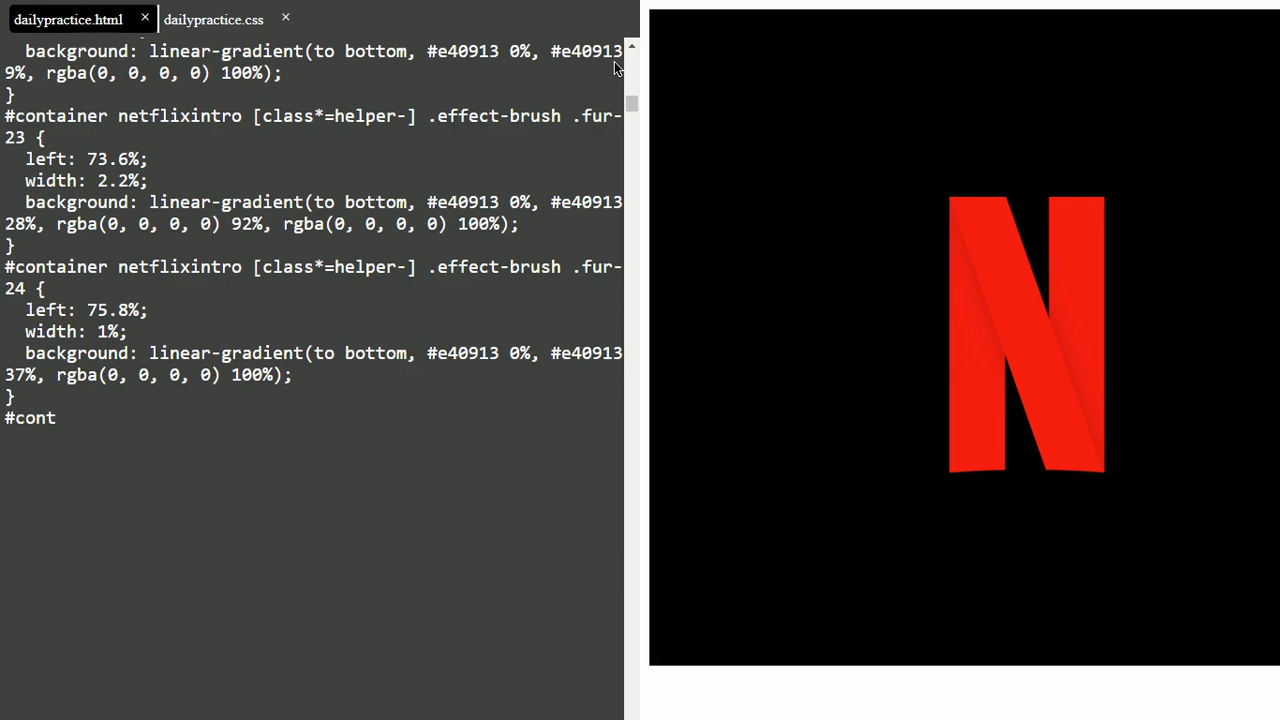 dailypractice.html × dailypractice.css ×
background: linear-gradient(to bottom, #e40913 0%, #e40913
9%, rgba(0, 0, 0, 0) 100%);
}
#container netflixintro [class*=helper-] .effect-brush .fur-
23 {
left: 73.6%;
width: 2.2%;
background: linear-gradient(to bottom, #e40913 0%, #e40913
28%, rgba(0, 0, 0, 0) 92%, rgba(0, 0, 0, 0) 100%);
}
#container netflixintro [class*=helper-] .effect-brush .fur-
24 {
left: 75.8%;
width: 1%;
background: linear-gradient(to bottom, #e40913 0%, #e40913
37%, rgba(0, 0, 0, 0) 100%);
}
#cont
N